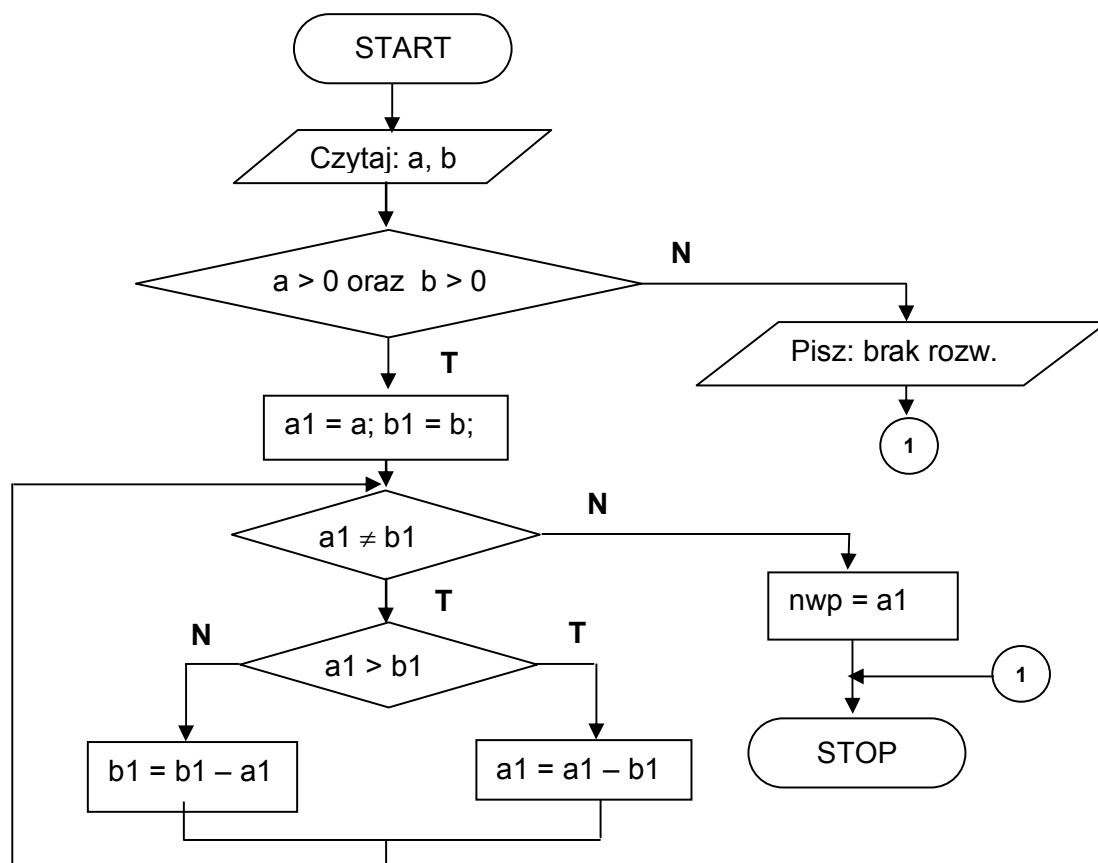 START
Czytaj: a, b
a > 0 oraz b > 0
N
Pisz: brak rozw.
T
1
a1 = a; b1 = b;
a1 ≠ b1
N
nwp = a1
T
N
a1 > b1
T
1
b1 = b1 – a1
a1 = a1 – b1
STOP